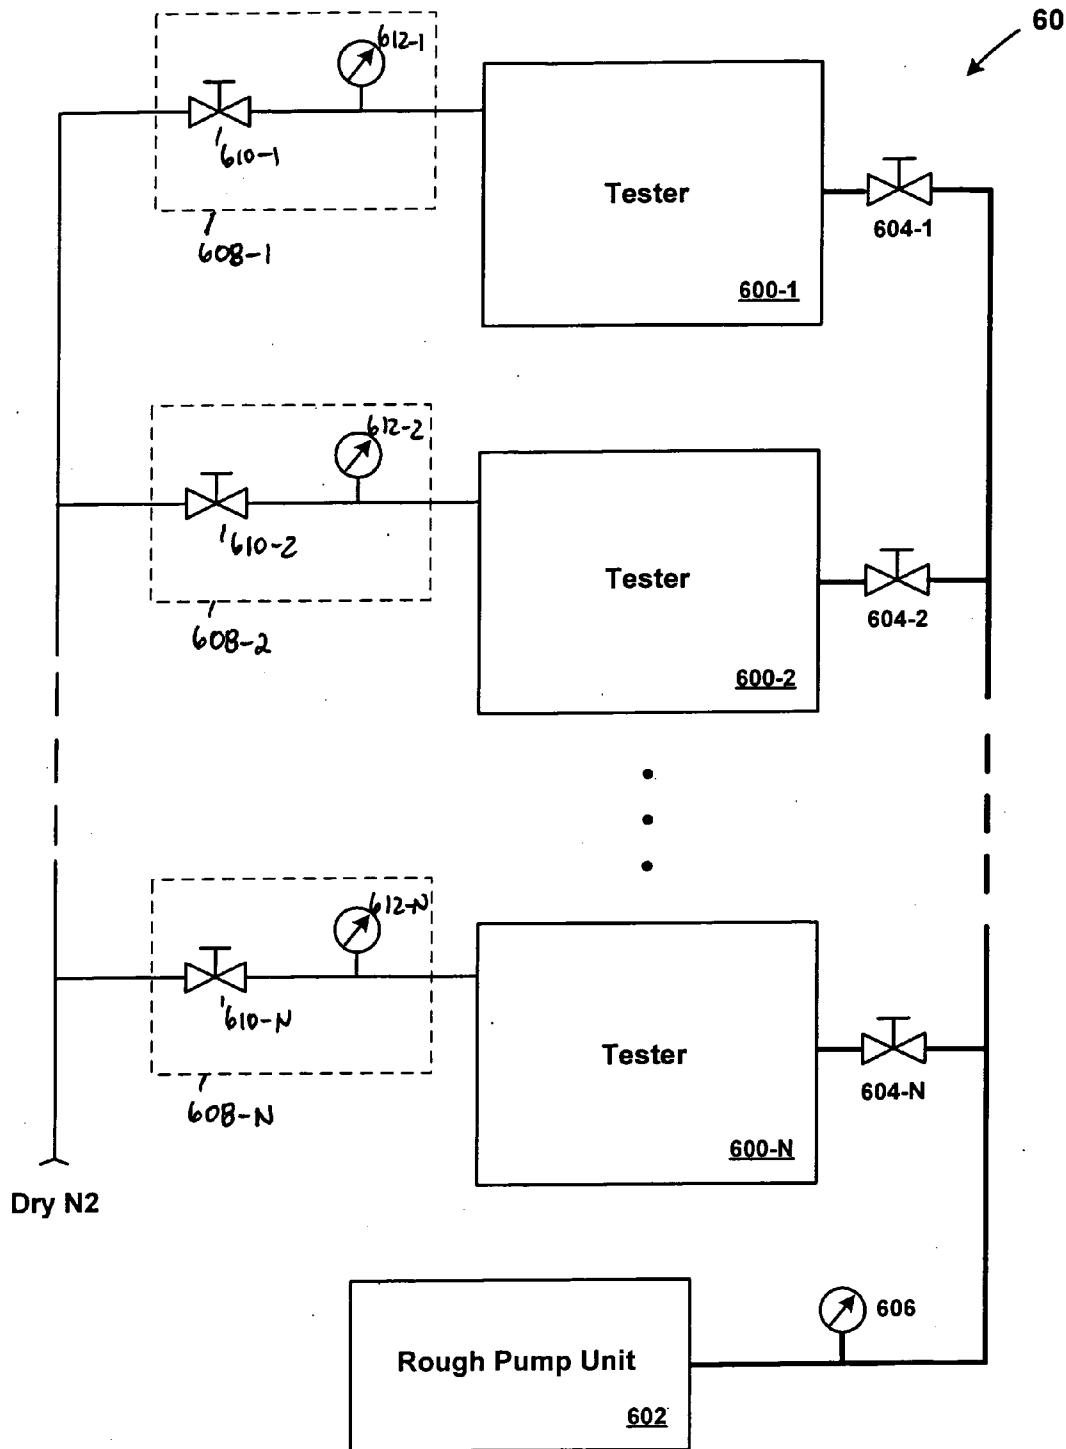 60
612-1
610-1
608-1
Tester
600-1
604-1
612-2
610-2
608-2
Tester
600-2
604-2
612-N
610-N
608-N
Tester
600-N
604-N
Dry N2
606
Rough Pump Unit
602